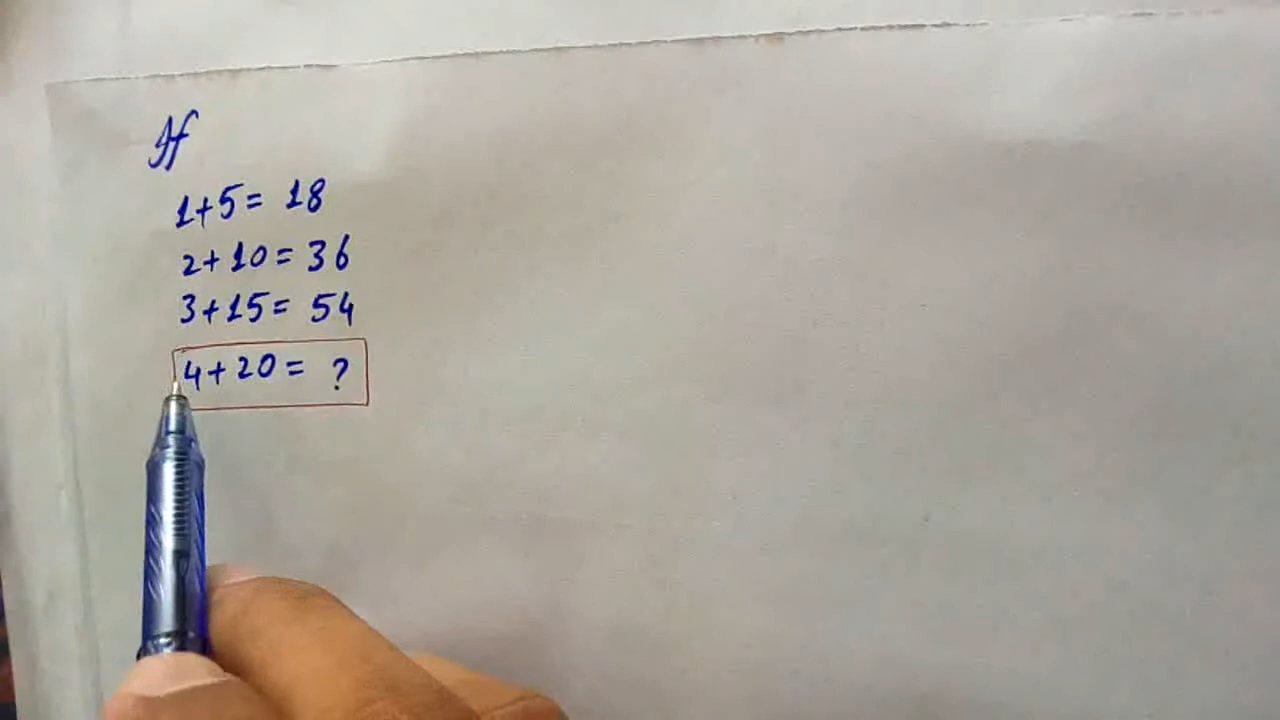 If
1+5= 18
2+10=36
3+15= 54
4+20= ?